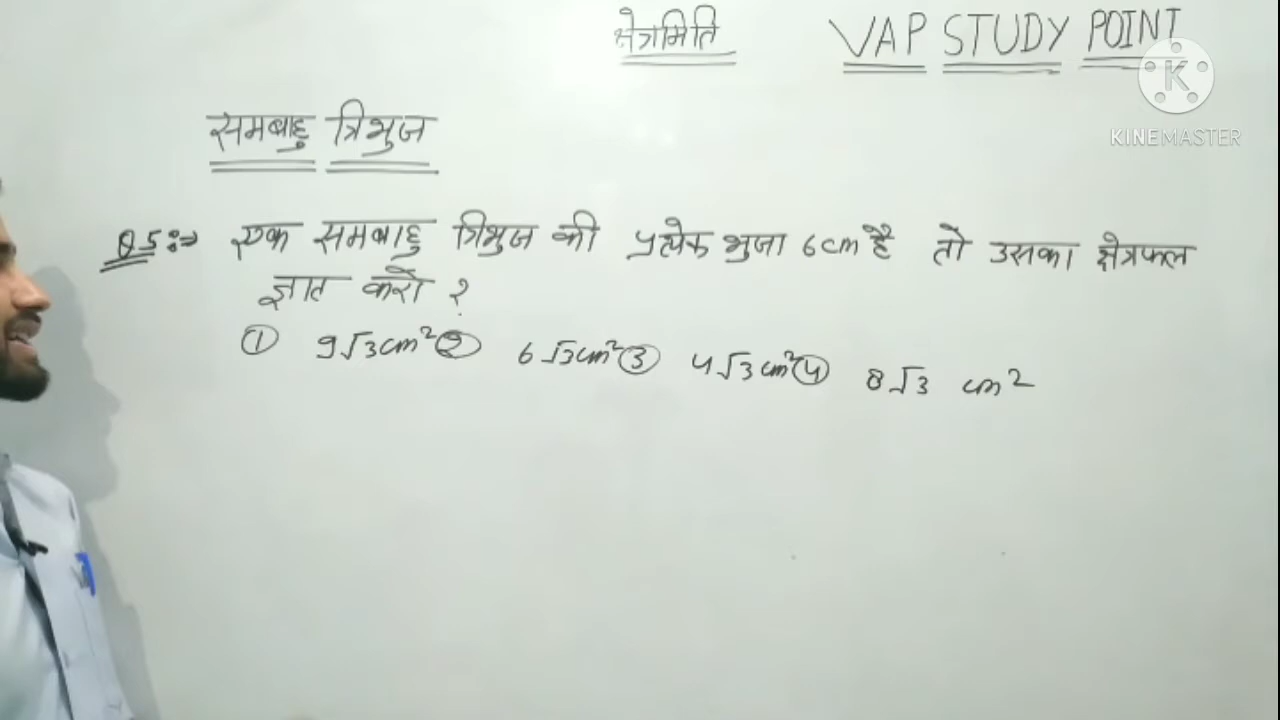 क्षेत्रमिति VAP STUDY POINT
K
KINEMASTER
समबाहु त्रिभुज
Q5:⇒ एक समबाहु त्रिभुज की प्रत्येक भुजा 6cm है तो उसका क्षेत्रफल
ज्ञात करो ?
① 9√3cm² ② 6√3cm² ③ 4√3cm² ④ 8√3 cm²